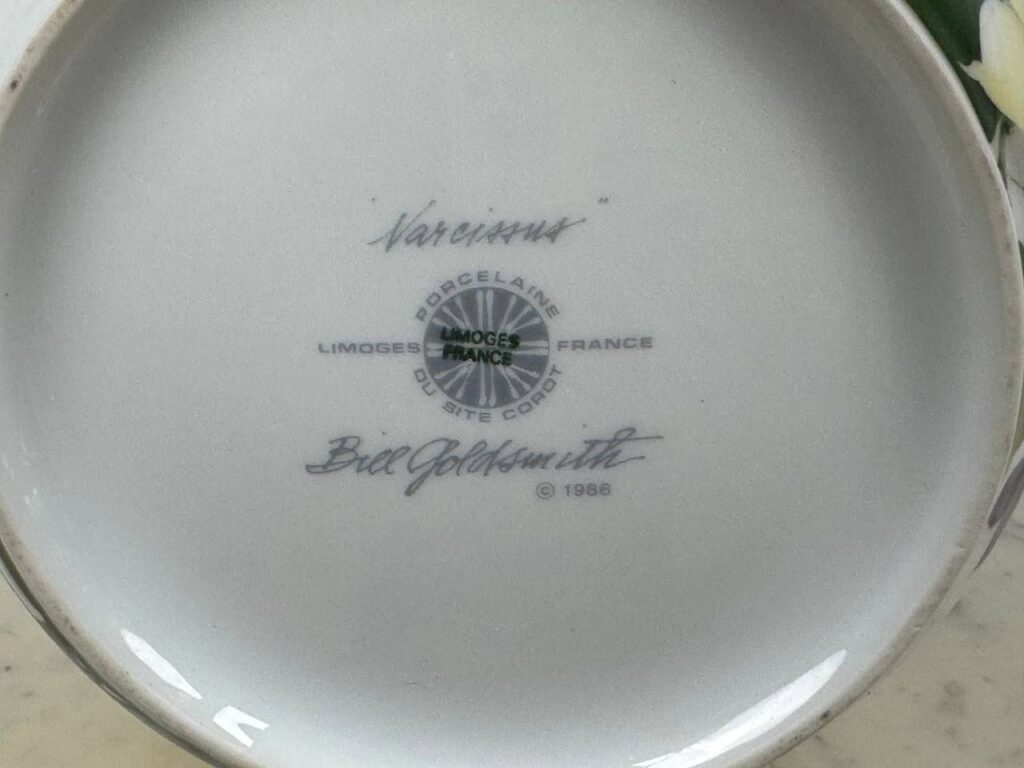 "Narcissus"
PORCELAINE
LIMOGES FRANCE
LIMOGES
FRANCE
DU SITE COROT
Bill Goldsmith
© 1986